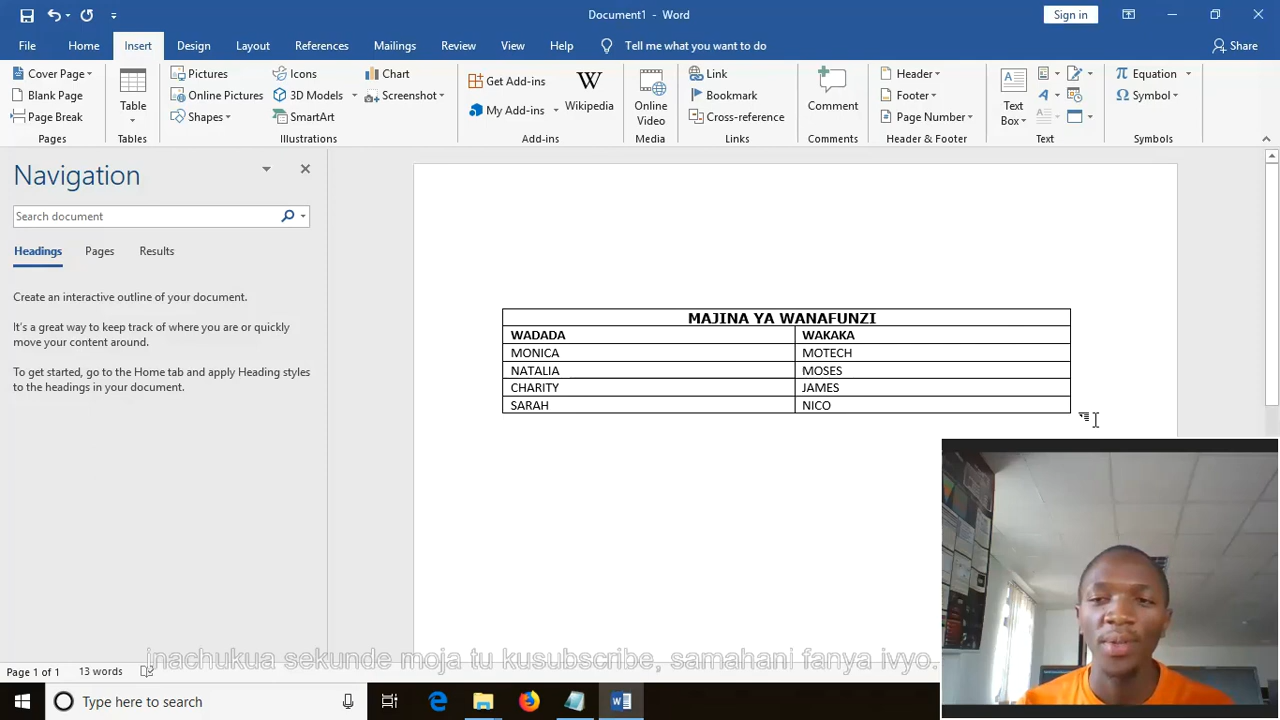 Document1 - Word
Sign in
File Home Insert Design Layout References Mailings Review View Help Tell me what you want to do Share
Cover Page
Blank Page
Page Break
Pages
Table
Tables
Pictures
Online Pictures
Shapes
Icons
3D Models
SmartArt
Chart
Screenshot
Illustrations
Get Add-ins
My Add-ins
W
Wikipedia
Add-ins
Online
Video
Media
Link
Bookmark
Cross-reference
Links
Comment
Comments
Header
Footer
Page Number
Header & Footer
Text
Box
Text
π Equation
Ω Symbol
Symbols
Navigation
Search document
Headings Pages Results
Create an interactive outline of your document.
It's a great way to keep track of where you are or quickly
move your content around.
To get started, go to the Home tab and apply Heading styles
to the headings in your document.
MAJINA YA WANAFUNZI
WADADA WAKAKA
MONICA MOTECH
NATALIA MOSES
CHARITY JAMES
SARAH NICO
inachukua sekunde moja tu kusubscribe, samahani fanya ivyo.
Page 1 of 1 13 words
Type here to search